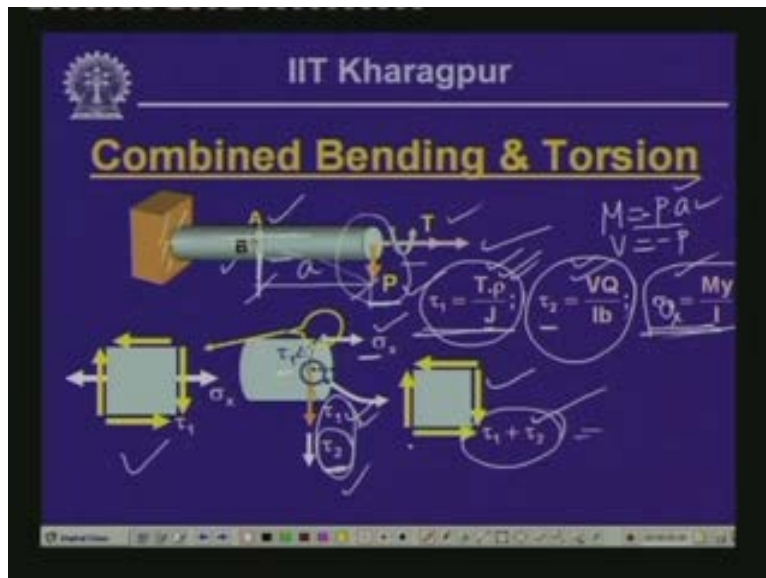 IIT Kharagpur
Combined Bending & Torsion
A
T
M = -Pa
V = -P
B
a
P
τ₁ = T.ρ/J ; τ₂ = VQ/Ib ; σₓ = My/I
σₓ
τ₁
σₓ
τ₁
τ₁
τ₂
τ₁ + τ₂ =